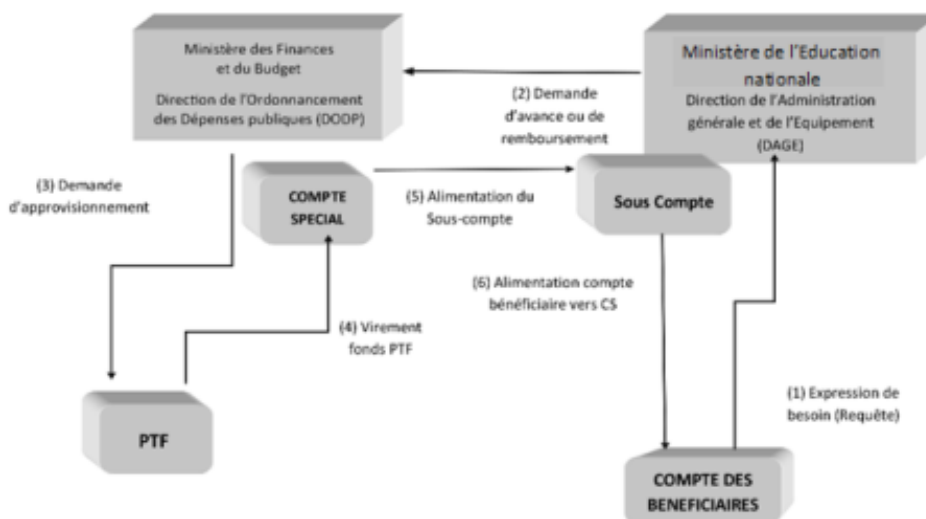 Ministère des Finances
et du Budget
Direction de l'Ordonnancement
des Dépenses publiques (DODP)
Ministère de l'Education
nationale
Direction de l'Administration
générale et de l'Equipement
(DAGE)
(2) Demande
d'avance ou de
remboursement
(3) Demande
d'approvisionnement
COMPTE
SPECIAL
(5) Alimentation du
Sous-compte
Sous Compte
(6) Alimentation compte
bénéficiaire vers CS
(4) Virement
fonds PTF
(1) Expression de
besoin (Requête)
PTF
COMPTE DES
BENEFICIAIRES